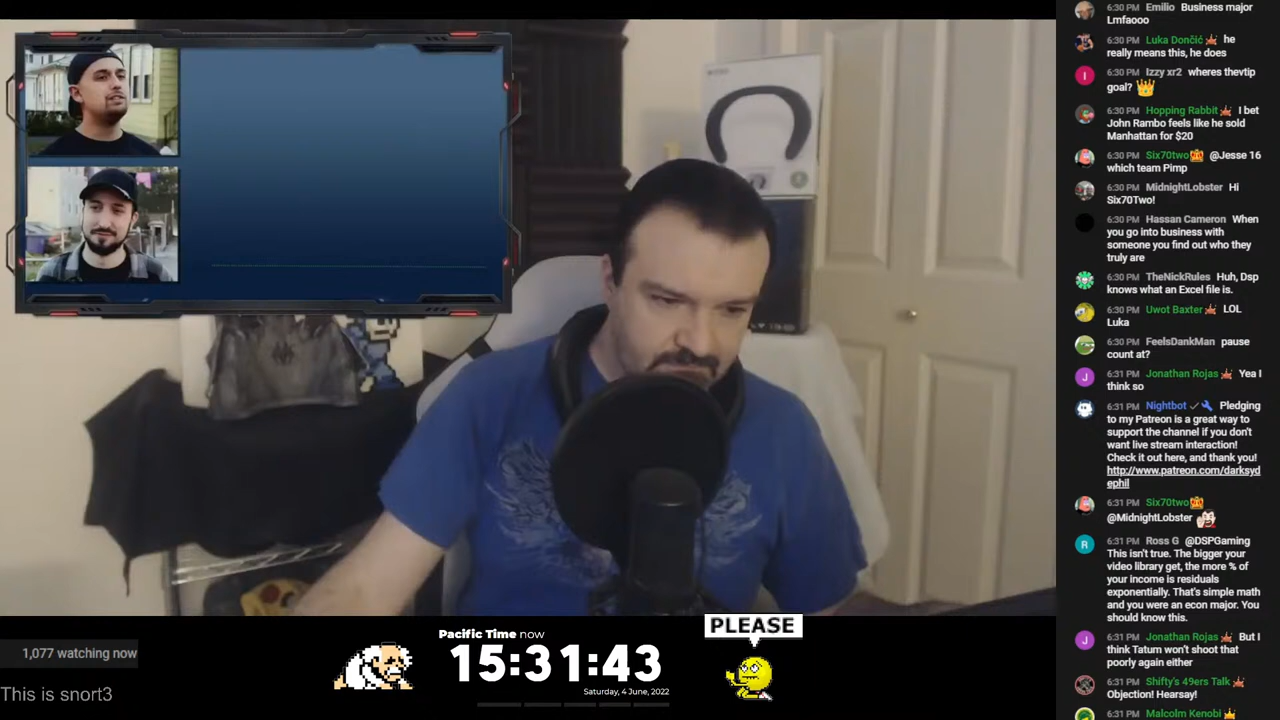 6:30 PM Emilio Business major
Lmfaooo
6:30 PM Luka Dončić he
really means this, he does
6:30 PM Izzy xr2 wheres thevtip
goal?
6:30 PM Hopping Rabbit I bet
John Rambo feels like he sold
Manhattan for $20
6:30 PM Six70two @Jesse 16
which team Pimp
6:30 PM MidnightLobster Hi
Six70Two!
6:30 PM Hassan Cameron When
you go into business with
someone you find out who they
truly are
6:30 PM TheNickRules Huh, Dsp
knows what an Excel file is.
6:30 PM Uwot Baxter LOL
Luka
6:30 PM FeelsDankMan pause
count at?
6:31 PM Jonathan Rojas Yea I
think so
6:31 PM Nightbot Pledging
to my Patreon is a great way to
support the channel if you don't
want live stream interaction!
Check it out here, and thank you!
http://www.patreon.com/darksyd
ephil
6:31 PM Six70two
@MidnightLobster
6:31 PM Ross G @DSPGaming
This isn't true. The bigger your
video library get, the more % of
your income is residuals
exponentially. That's simple math
and you were an econ major. You
should know this.
6:31 PM Jonathan Rojas But I
think Tatum won't shoot that
poorly again either
6:31 PM Shifty's 49ers Talk
Objection! Hearsay!
6:31 PM Malcolm Kenobi
PLEASE
Pacific Time now
15:31:43
Saturday, 4 June, 2022
1,077 watching now
This is snort3